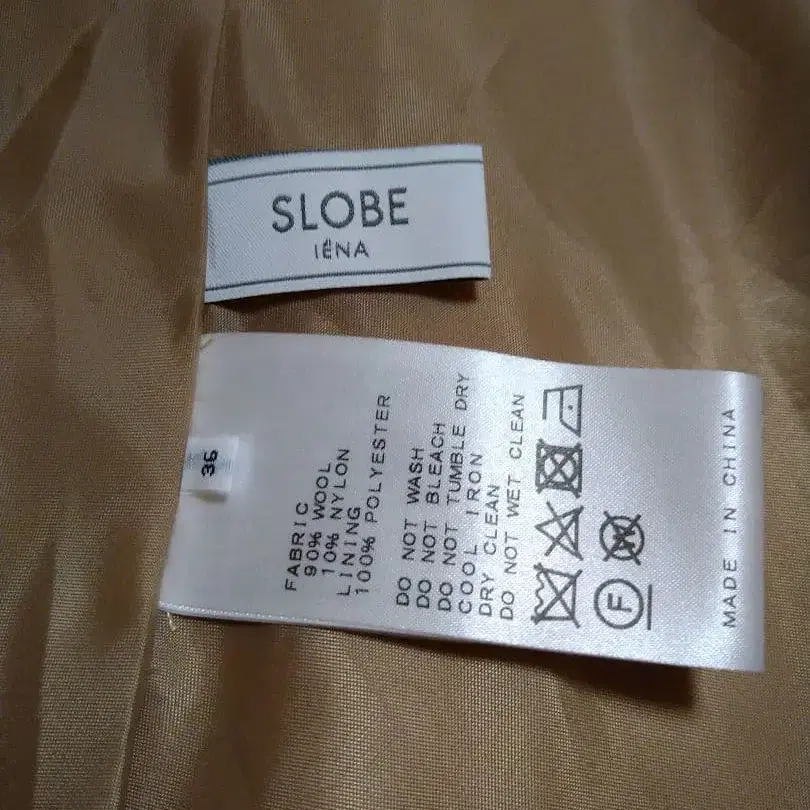 SLOBE
IÉNA
36
FABRIC
90% WOOL
10% NYLON
LINING
100% POLYESTER
DO NOT WASH
DO NOT BLEACH
DO NOT TUMBLE DRY
COOL IRON
DRY CLEAN
DO NOT WET CLEAN
F
W
MADE IN CHINA